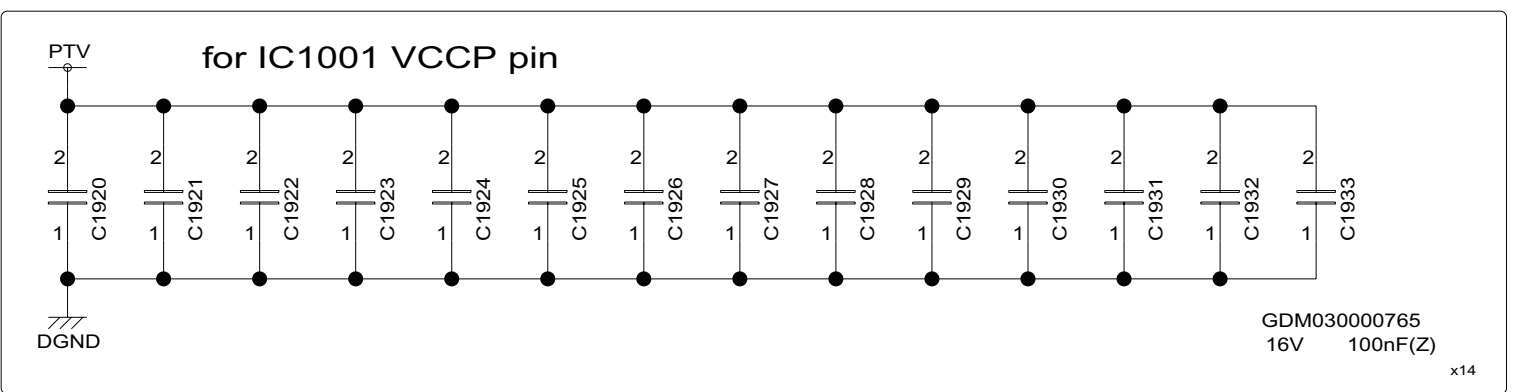 PTV
for IC1001 VCCP pin
2 2 2 2 2 2 2 2 2 2 2 2 2 2
C1920 C1921 C1922 C1923 C1924 C1925 C1926 C1927 C1928 C1929 C1930 C1931 C1932 C1933
1 1 1 1 1 1 1 1 1 1 1 1 1 1
DGND
GDM030000765
16V 100nF(Z)
x14